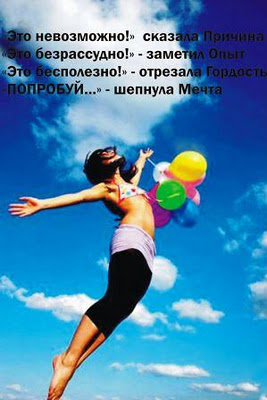 «Это невозможно!» сказала Причина
«Это безрассудно!» - заметил Опыт
«Это бесполезно!» - отрезала Гордость
ПОПРОБУЙ...» - шепнула Мечта